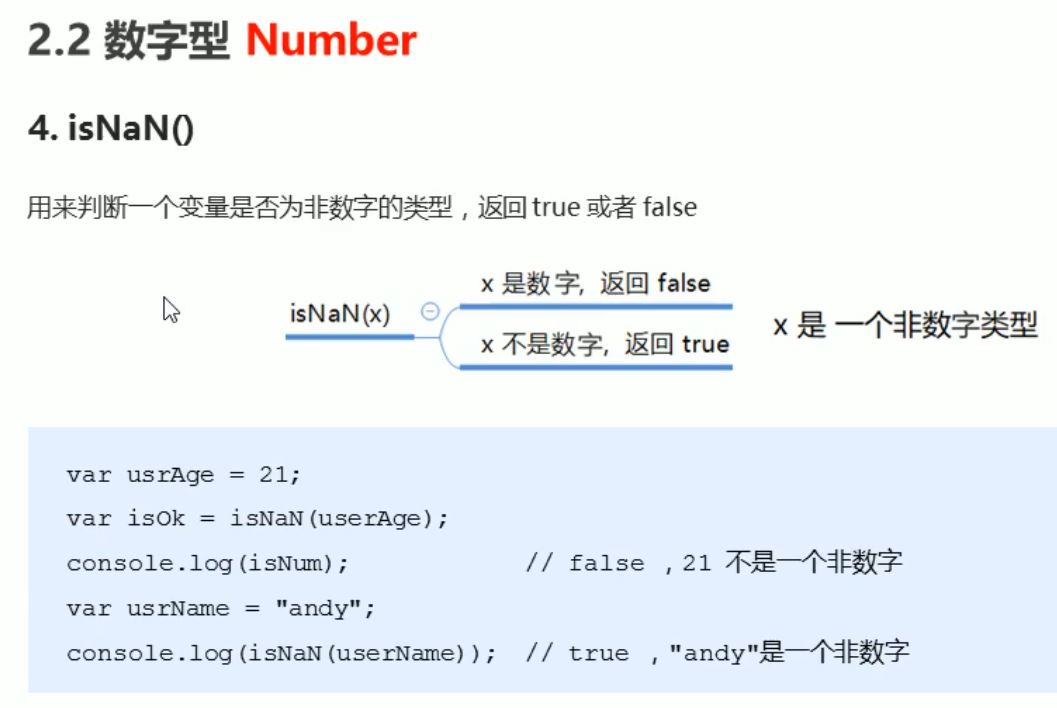 2.2 数字型 Number
4. isNaN()
用来判断一个变量是否为非数字的类型，返回 true 或者 false
x 是数字, 返回 false
isNaN(x)
x 不是数字, 返回 true
x 是 一个非数字类型
var usrAge = 21;
var isOk = isNaN(userAge);
console.log(isNum); // false ，21 不是一个非数字
var usrName = "andy";
console.log(isNaN(userName)); // true ，"andy"是一个非数字